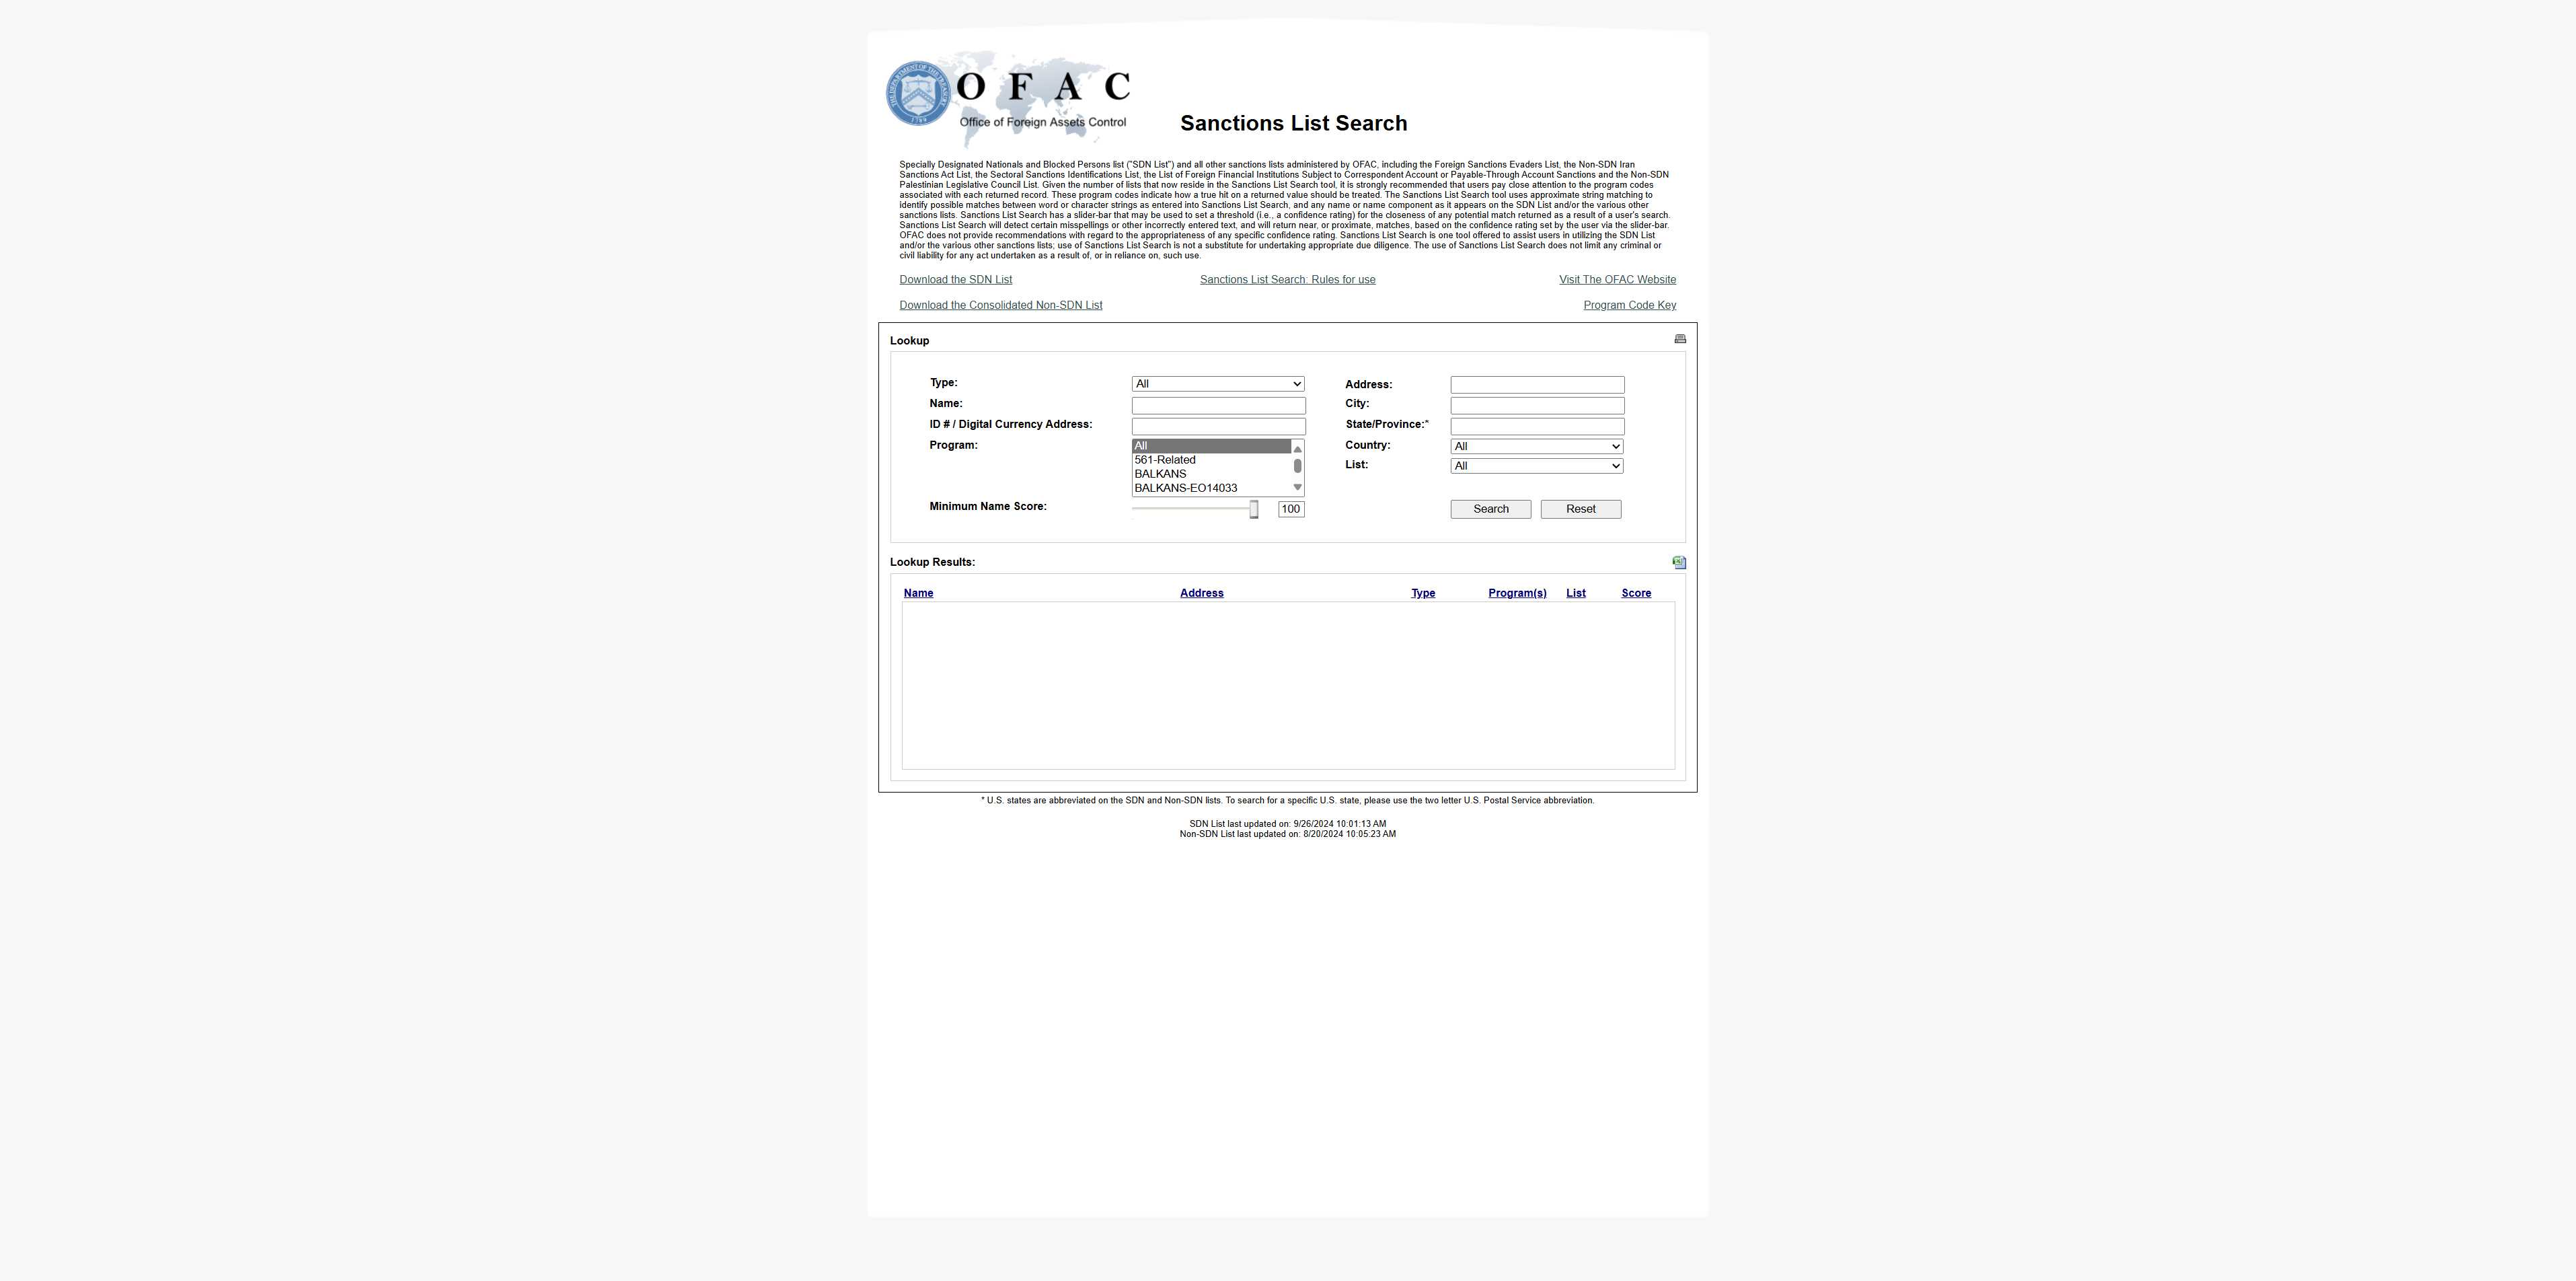 THE DEPARTMENT OF THE TREASURY
1789
O F A C
Office of Foreign Assets Control
Sanctions List Search
Specially Designated Nationals and Blocked Persons list ("SDN List") and all other sanctions lists administered by OFAC, including the Foreign Sanctions Evaders List, the Non-SDN Iran
Sanctions Act List, the Sectoral Sanctions Identifications List, the List of Foreign Financial Institutions Subject to Correspondent Account or Payable-Through Account Sanctions and the Non-SDN
Palestinian Legislative Council List. Given the number of lists that now reside in the Sanctions List Search tool, it is strongly recommended that users pay close attention to the program codes
associated with each returned record. These program codes indicate how a true hit on a returned value should be treated. The Sanctions List Search tool uses approximate string matching to
identify possible matches between word or character strings as entered into Sanctions List Search, and any name or name component as it appears on the SDN List and/or the various other
sanctions lists. Sanctions List Search has a slider-bar that may be used to set a threshold (i.e., a confidence rating) for the closeness of any potential match returned as a result of a user's search.
Sanctions List Search will detect certain misspellings or other incorrectly entered text, and will return near, or proximate, matches, based on the confidence rating set by the user via the slider-bar.
OFAC does not provide recommendations with regard to the appropriateness of any specific confidence rating. Sanctions List Search is one tool offered to assist users in utilizing the SDN List
and/or the various other sanctions lists; use of Sanctions List Search is not a substitute for undertaking appropriate due diligence. The use of Sanctions List Search does not limit any criminal or
civil liability for any act undertaken as a result of, or in reliance on, such use.
Download the SDN List Sanctions List Search: Rules for use Visit The OFAC Website
Download the Consolidated Non-SDN List Program Code Key
Lookup
Type: All Address:
Name: City:
ID # / Digital Currency Address: State/Province:*
Program: All Country: All
561-Related List: All
BALKANS
BALKANS-EO14033
Minimum Name Score: 100 Search Reset
Lookup Results:
Name Address Type Program(s) List Score
* U.S. states are abbreviated on the SDN and Non-SDN lists. To search for a specific U.S. state, please use the two letter U.S. Postal Service abbreviation.
SDN List last updated on: 9/26/2024 10:01:13 AM
Non-SDN List last updated on: 8/20/2024 10:05:23 AM